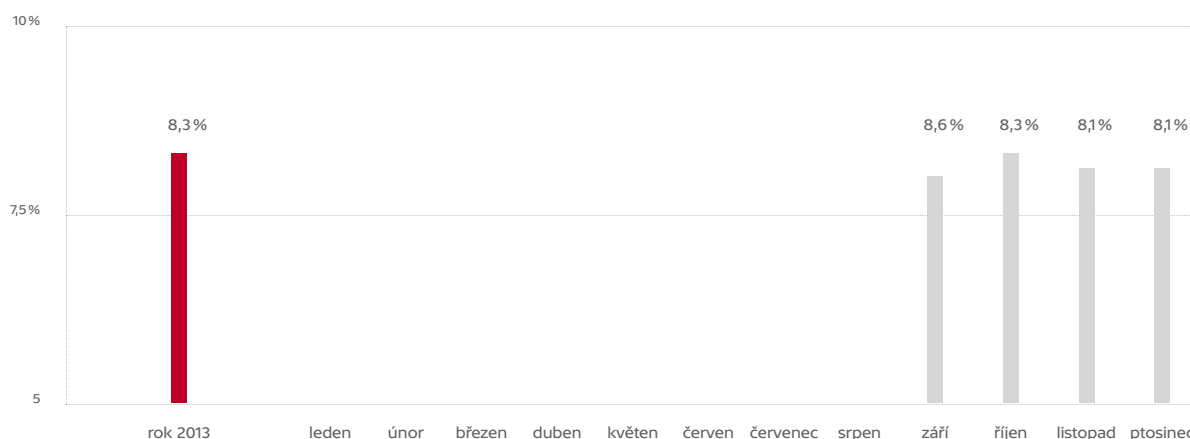 10 %
8,3 % 8,6 % 8,3 % 8,1 % 8,1 %
7,5 %
5
rok 2013 leden únor březen duben květen červen červenec srpen září říjen listopad ptosinec